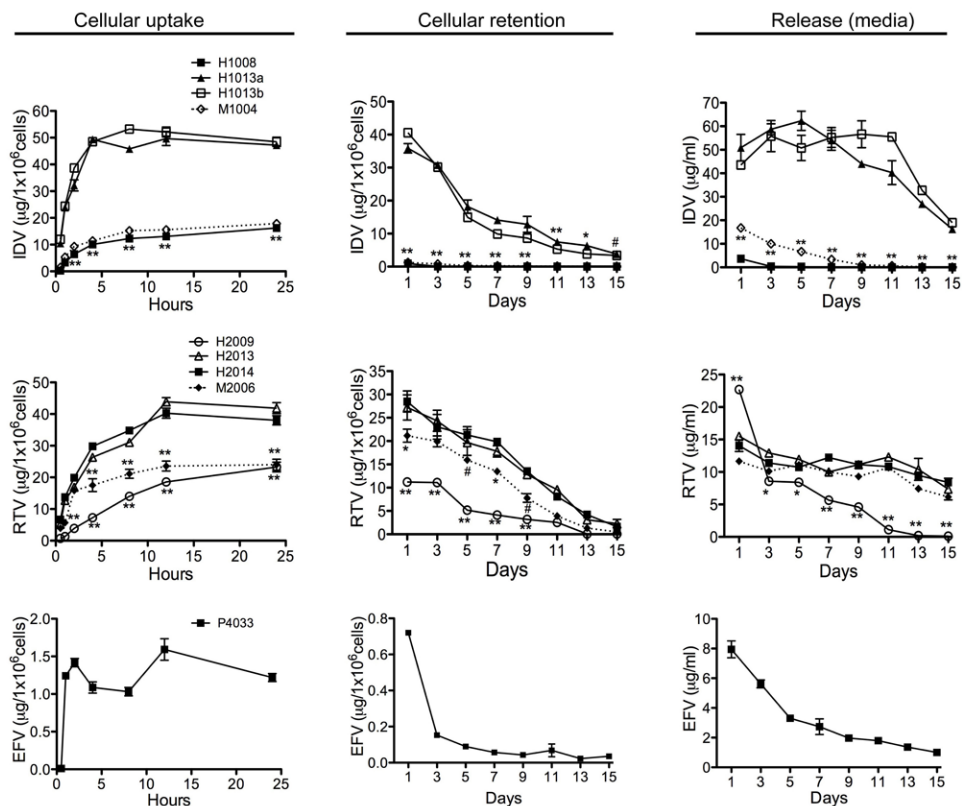 Cellular uptake
Cellular retention
Release (media)
H1008
H1013a
H1013b
M1004
IDV (µg/1x10⁶cells)
60
50
40
30
20
10
0
** ** ** ** **
0 5 10 15 20 25
Hours
IDV (µg/1x10⁶cells)
50
40
30
20
10
0
** ** ** ** ** ** * #
1 3 5 7 9 11 13 15
Days
IDV (µg/ml)
70
60
50
40
30
20
10
0
** ** ** ** ** ** ** **
1 3 5 7 9 11 13 15
Days
H2009
H2013
H2014
M2006
RTV (µg/1x10⁶cells)
50
40
30
20
10
0
** ** ** **
** ** ** ** **
0 5 10 15 20 25
Hours
RTV (µg/1x10⁶cells)
35
30
25
20
15
10
5
0
* # * #
** ** ** ** **
1 3 5 7 9 11 13 15
Days
RTV (µg/ml)
25
20
15
10
5
0
** * * ** ** ** ** **
1 3 5 7 9 11 13 15
Days
P4033
EFV (µg/1x10⁶cells)
2.0
1.5
1.0
0.5
0.0
0 5 10 15 20 25
Hours
EFV (µg/1x10⁶cells)
0.8
0.6
0.4
0.2
0.0
1 3 5 7 9 11 13 15
Days
EFV (µg/ml)
10
8
6
4
2
0
1 3 5 7 9 11 13 15
Days